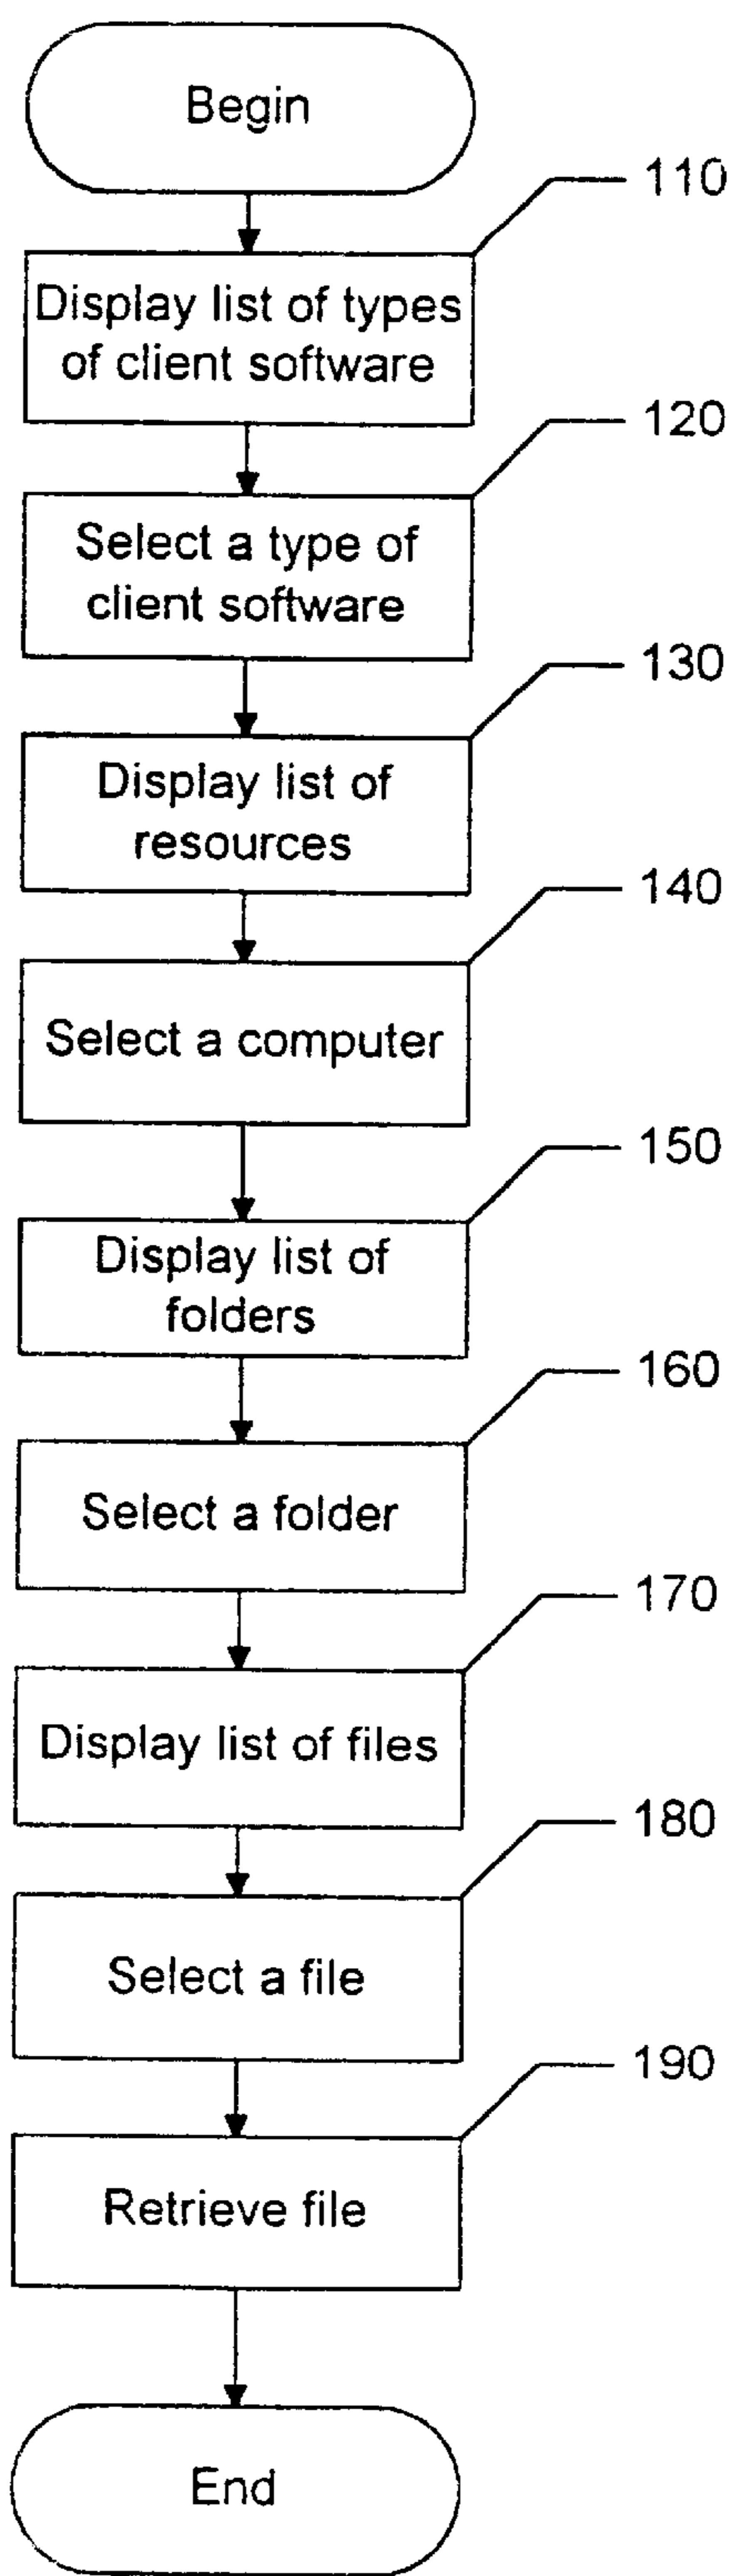 Begin
110
Display list of types
of client software
120
Select a type of
client software
130
Display list of
resources
140
Select a computer
150
Display list of
folders
160
Select a folder
170
Display list of files
180
Select a file
190
Retrieve file
End